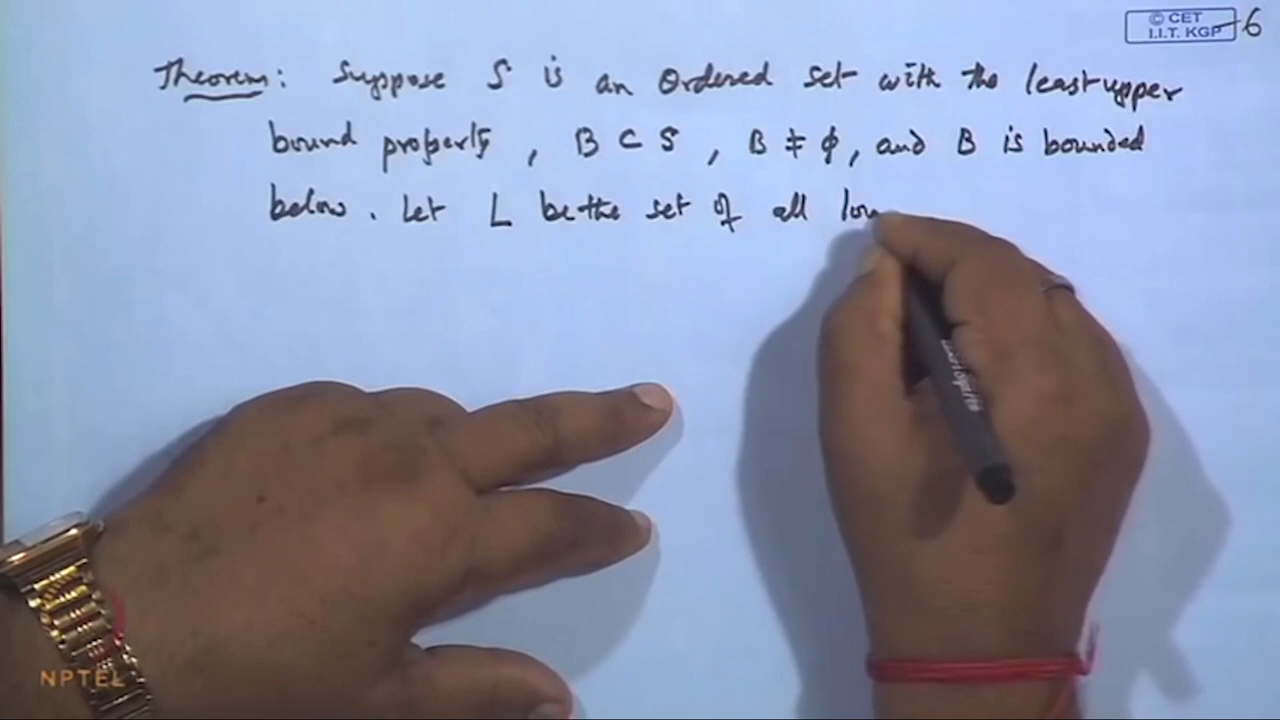 © CET
I.I.T. KGP
-6
Theorem: Suppose S is an Ordered set with the least upper
bound property, B ⊂ S, B ≠ ϕ, and B is bounded
below. Let L be the set of all low
NPTEL